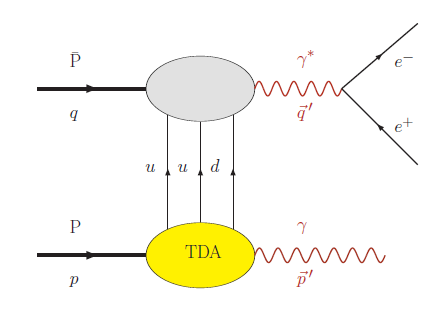 P̄ γ*
q q⃗ ′ e⁻
e⁺
u u d
P γ
TDA
p p⃗ ′